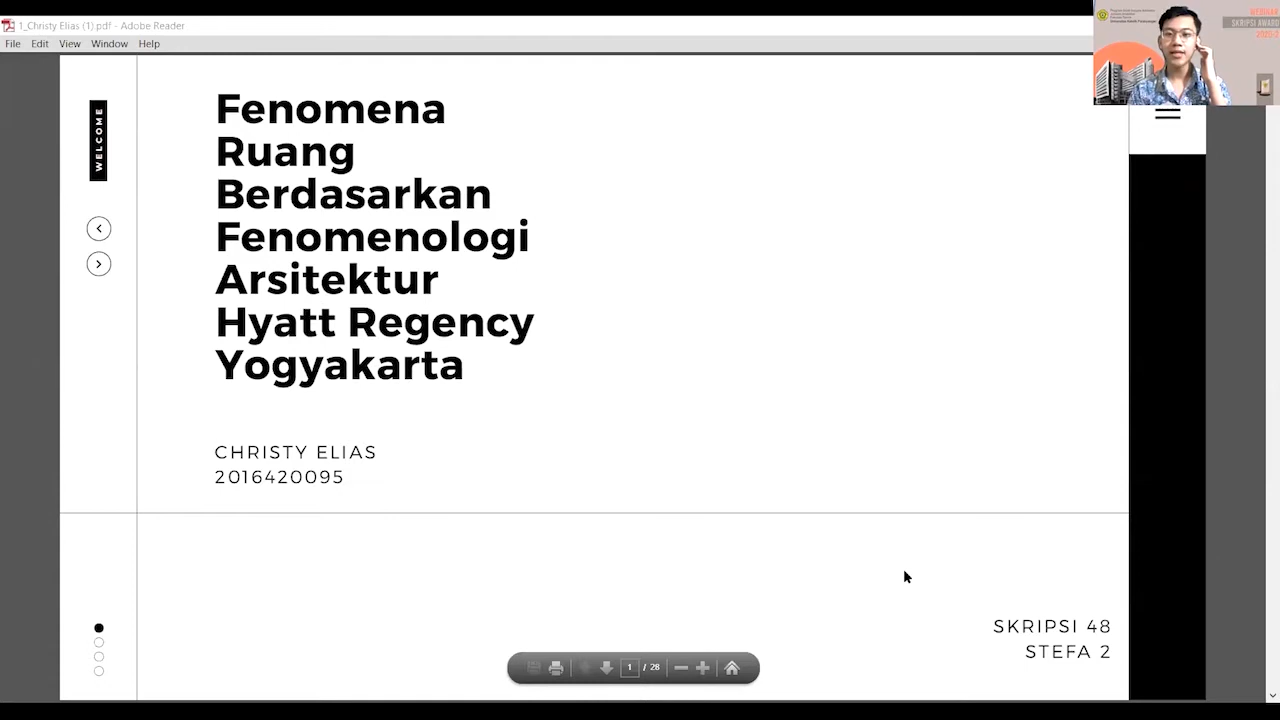 1_Christy Elias (1).pdf - Adobe Reader
File Edit View Window Help
WEBINAR
SKRIPSI AWARD
WELCOME
Fenomena
Ruang
Berdasarkan
Fenomenologi
Arsitektur
Hyatt Regency
Yogyakarta
CHRISTY ELIAS
2016420095
SKRIPSI 48
STEFA 2
1 / 28